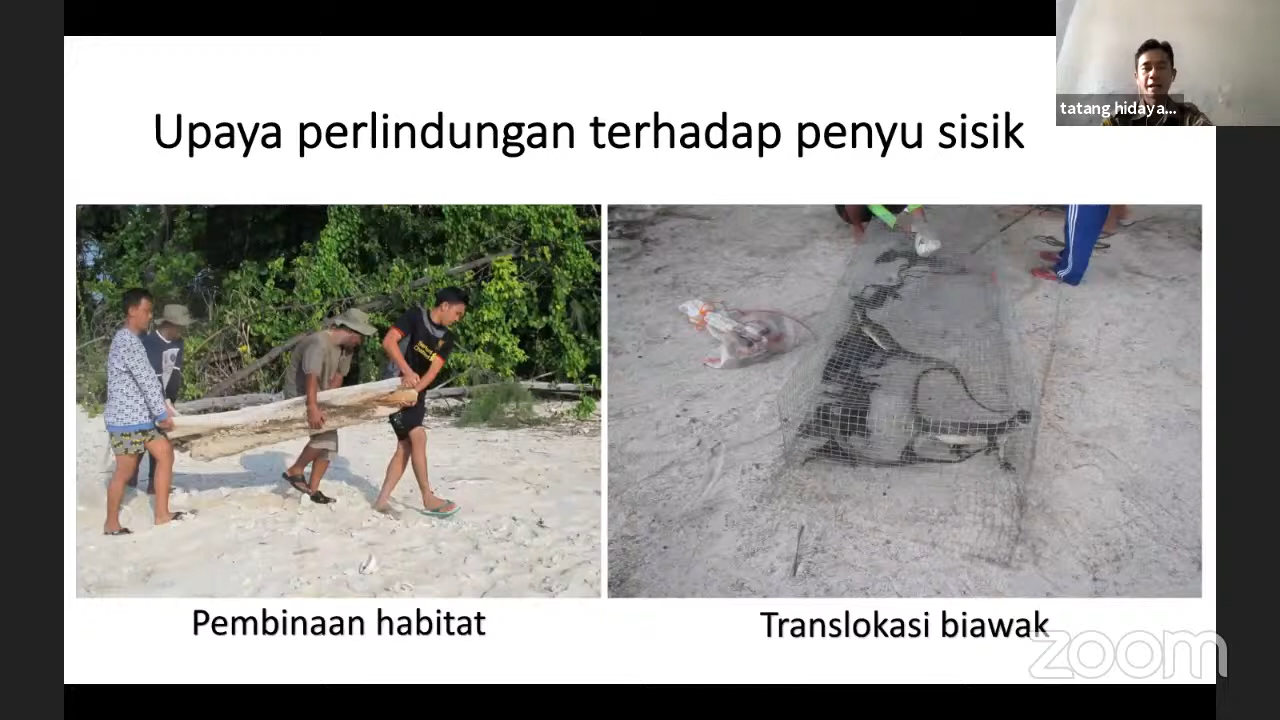 tatang hidaya...
Upaya perlindungan terhadap penyu sisik
Pembinaan habitat
Translokasi biawak
zoom